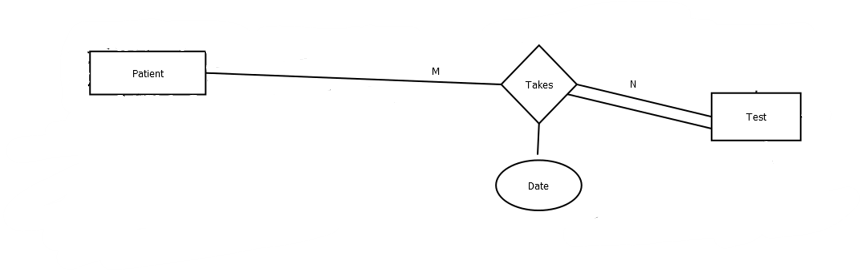 Patient
M
Takes
N
Test
Date